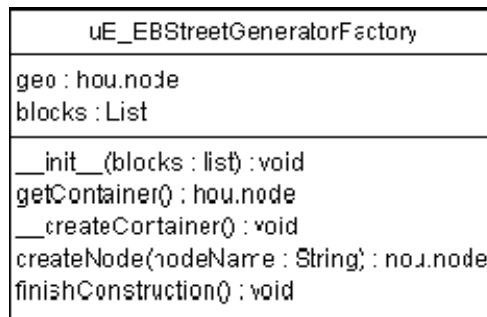 uE_EBStreetGeneratorFactory
geo : hou.node
blocks : List
__init__(blocks : list) : void
getContainer() : hou.node
__createContainer() : void
createNode(nodeName : String) : hou.node
finishConstruction() : void